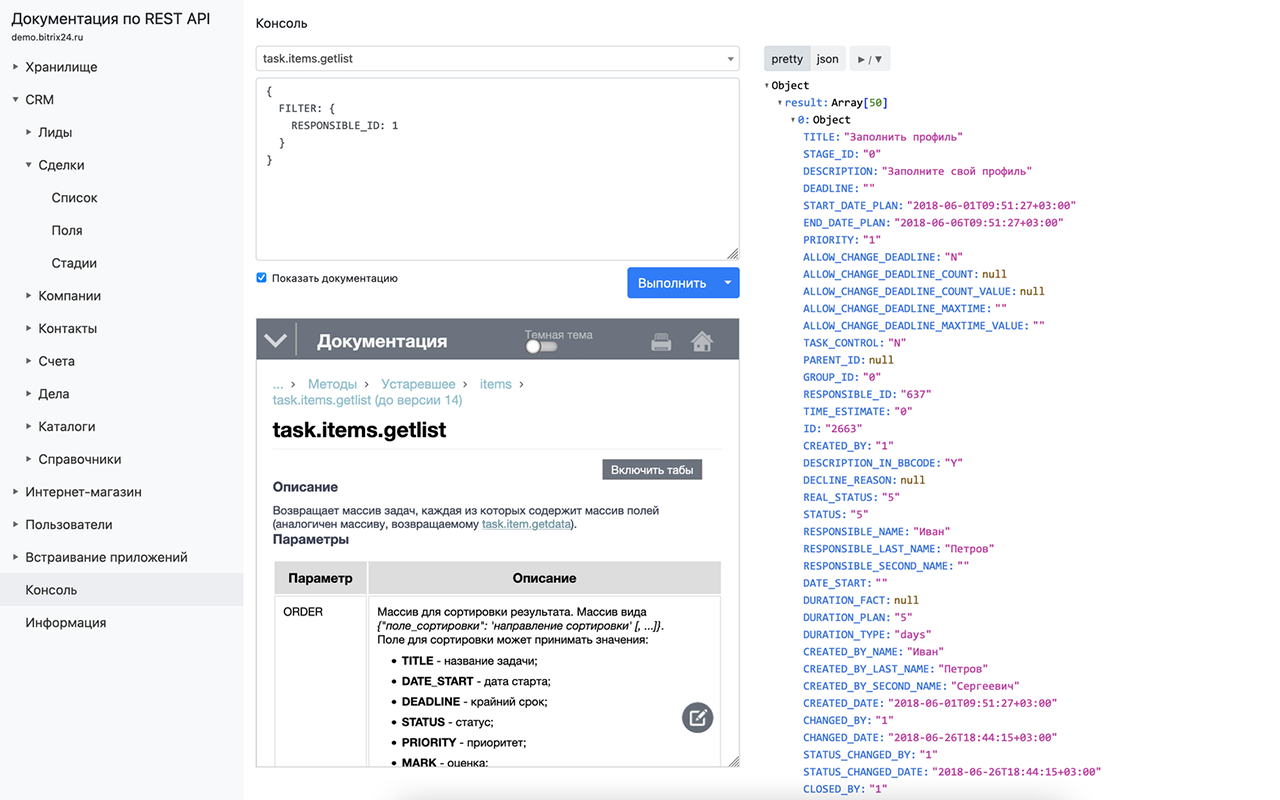 Документация по REST API
demo.bitrix24.ru
Хранилище
CRM
Лиды
Сделки
Список
Поля
Стадии
Компании
Контакты
Счета
Дела
Каталоги
Справочники
Интернет-магазин
Пользователи
Встраивание приложений
Консоль
Информация
Консоль
task.items.getlist
{
FILTER: {
RESPONSIBLE_ID: 1
}
}
Показать документацию
Выполнить
Документация
Темная тема
... › Методы › Устаревшее › items ›
task.items.getlist (до версии 14)
task.items.getlist
Включить табы
Описание
Возвращает массив задач, каждая из которых содержит массив полей
(аналогичен массиву, возвращаемому task.item.getdata).
Параметры
Параметр Описание
ORDER
Массив для сортировки результата. Массив вида
{"поле_сортировки": 'направление сортировки' [, ...]}.
Поле для сортировки может принимать значения:
• TITLE - название задачи;
• DATE_START - дата старта;
• DEADLINE - крайний срок;
• STATUS - статус;
• PRIORITY - приоритет;
• MARK - оценка;
pretty json ▶ / ▼
Object
result: Array[50]
0: Object
TITLE: "Заполнить профиль"
STAGE_ID: "0"
DESCRIPTION: "Заполните свой профиль"
DEADLINE: ""
START_DATE_PLAN: "2018-06-01T09:51:27+03:00"
END_DATE_PLAN: "2018-06-06T09:51:27+03:00"
PRIORITY: "1"
ALLOW_CHANGE_DEADLINE: "N"
ALLOW_CHANGE_DEADLINE_COUNT: null
ALLOW_CHANGE_DEADLINE_COUNT_VALUE: null
ALLOW_CHANGE_DEADLINE_MAXTIME: ""
ALLOW_CHANGE_DEADLINE_MAXTIME_VALUE: ""
TASK_CONTROL: "N"
PARENT_ID: null
GROUP_ID: "0"
RESPONSIBLE_ID: "637"
TIME_ESTIMATE: "0"
ID: "2663"
CREATED_BY: "1"
DESCRIPTION_IN_BBCODE: "Y"
DECLINE_REASON: null
REAL_STATUS: "5"
STATUS: "5"
RESPONSIBLE_NAME: "Иван"
RESPONSIBLE_LAST_NAME: "Петров"
RESPONSIBLE_SECOND_NAME: ""
DATE_START: ""
DURATION_FACT: null
DURATION_PLAN: "5"
DURATION_TYPE: "days"
CREATED_BY_NAME: "Иван"
CREATED_BY_LAST_NAME: "Петров"
CREATED_BY_SECOND_NAME: "Сергеевич"
CREATED_DATE: "2018-06-01T09:51:27+03:00"
CHANGED_BY: "1"
CHANGED_DATE: "2018-06-26T18:44:15+03:00"
STATUS_CHANGED_BY: "1"
STATUS_CHANGED_DATE: "2018-06-26T18:44:15+03:00"
CLOSED_BY: "1"